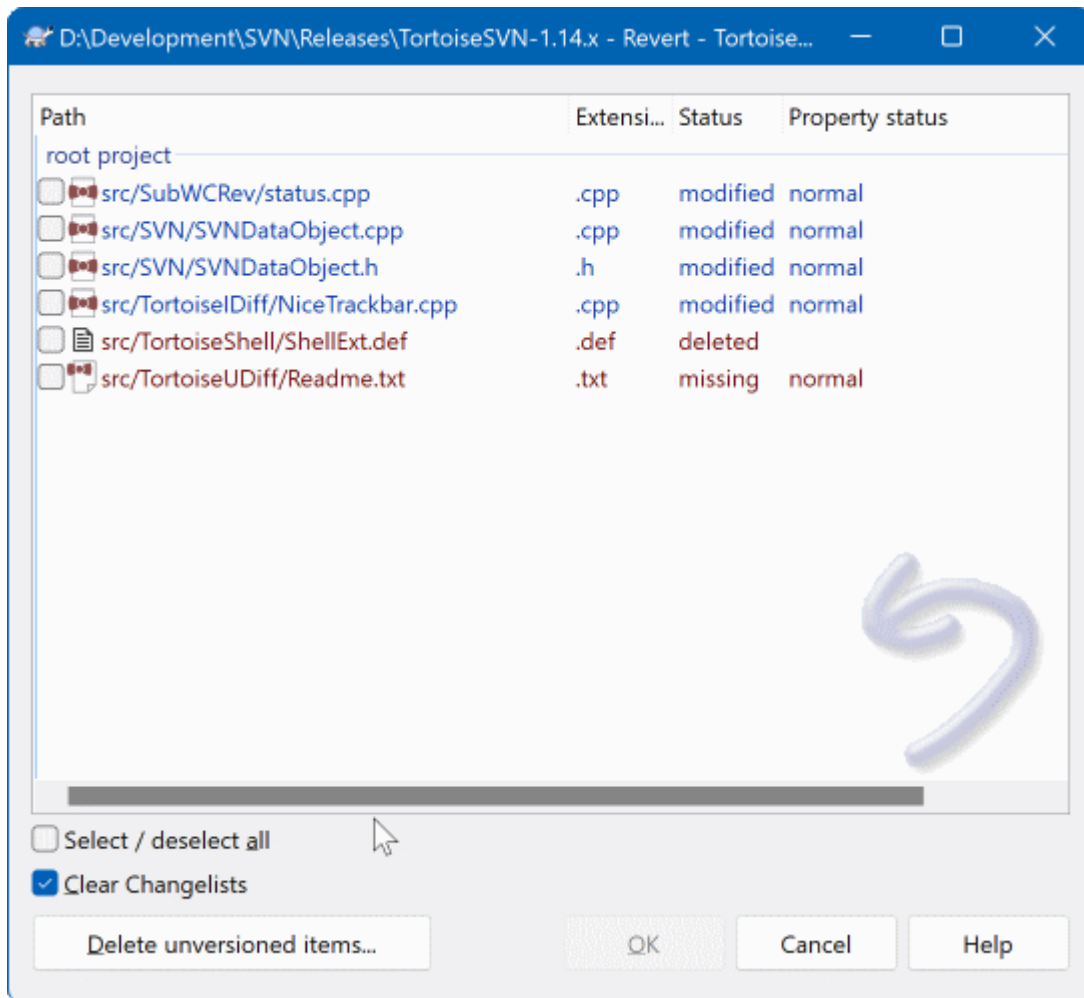 D:\Development\SVN\Releases\TortoiseSVN-1.14.x - Revert - Tortoise...
Path Extensi... Status Property status
root project
src/SubWCRev/status.cpp .cpp modified normal
src/SVN/SVNDataObject.cpp .cpp modified normal
src/SVN/SVNDataObject.h .h modified normal
src/TortoiseIDiff/NiceTrackbar.cpp .cpp modified normal
src/TortoiseShell/ShellExt.def .def deleted
src/TortoiseUDiff/Readme.txt .txt missing normal
Select / deselect all
Clear Changelists
Delete unversioned items... OK Cancel Help